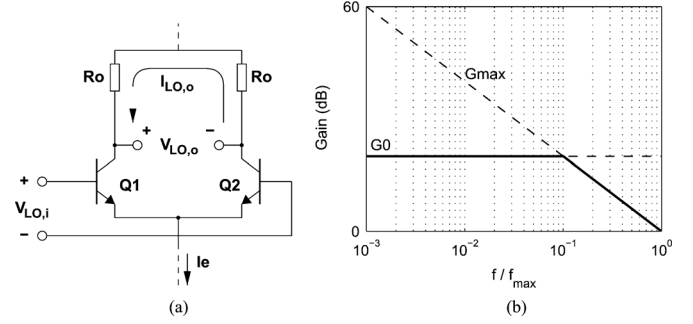 Ro
Ro
I_LO,o
+
−
V_LO,o
+
Q1
Q2
V_LO,i
−
Ie
(a)
60
Gain (dB)
Gmax
G0
0
10^-3
10^-2
10^-1
10^0
f / f_max
(b)